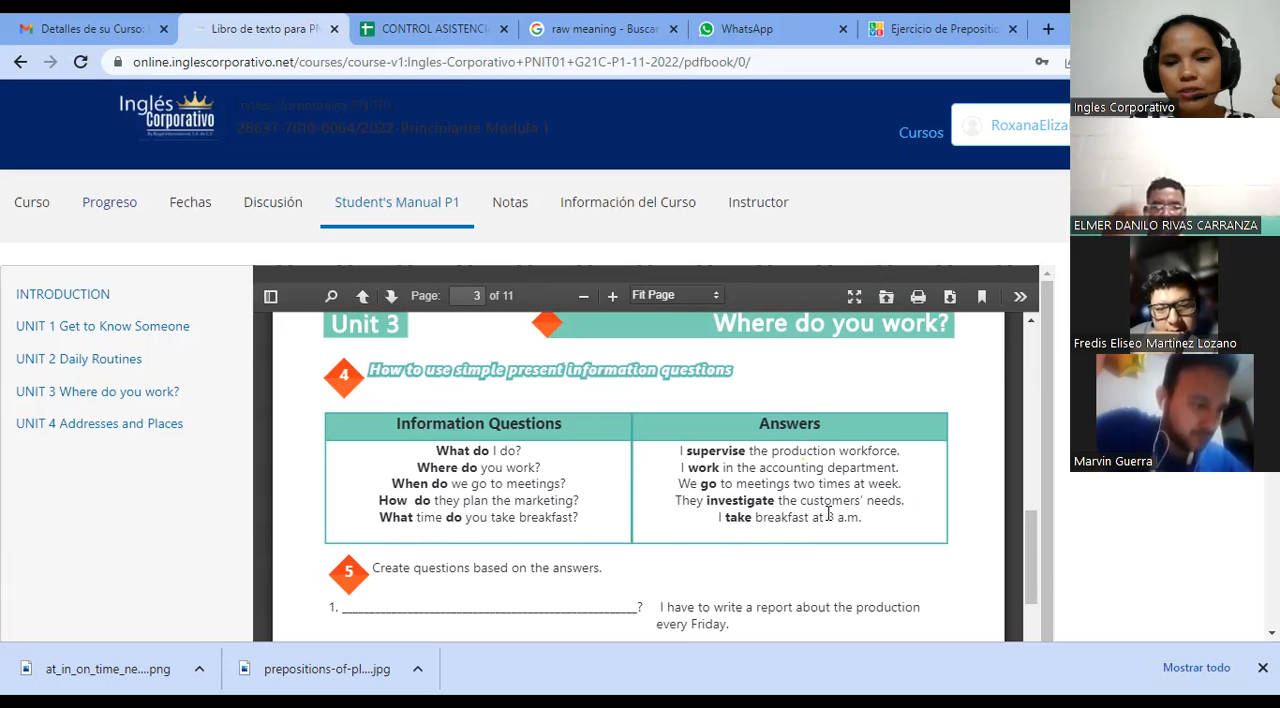 Detalles de su Curso:
Libro de texto para PN
CONTROL ASISTENCI
raw meaning - Buscar
WhatsApp
Ejercicio de Prepositio
online.inglescorporativo.net/courses/course-v1:Ingles-Corporativo+PNIT01+G21C-P1-11-2022/pdfbook/0/
Inglés
Corporativo
28637-7810-6064/2022-Principiante Módulo 1
Cursos
RoxanaEliza
Curso
Progreso
Fechas
Discusión
Student's Manual P1
Notas
Información del Curso
Instructor
INTRODUCTION
UNIT 1 Get to Know Someone
UNIT 2 Daily Routines
UNIT 3 Where do you work?
UNIT 4 Addresses and Places
Page: 3 of 11
Fit Page
Unit 3
Where do you work?
4
How to use simple present information questions
Information Questions
What do I do?
Where do you work?
When do we go to meetings?
How do they plan the marketing?
What time do you take breakfast?
Answers
I supervise the production workforce.
I work in the accounting department.
We go to meetings two times at week.
They investigate the customers' needs.
I take breakfast at a.m.
5
Create questions based on the answers.
1. ? I have to write a report about the production
every Friday.
at_in_on_time_ne....png
prepositions-of-pl....jpg
Mostrar todo
Ingles Corporativo
ELMER DANILO RIVAS CARRANZA
Fredis Eliseo Martinez Lozano
Marvin Guerra